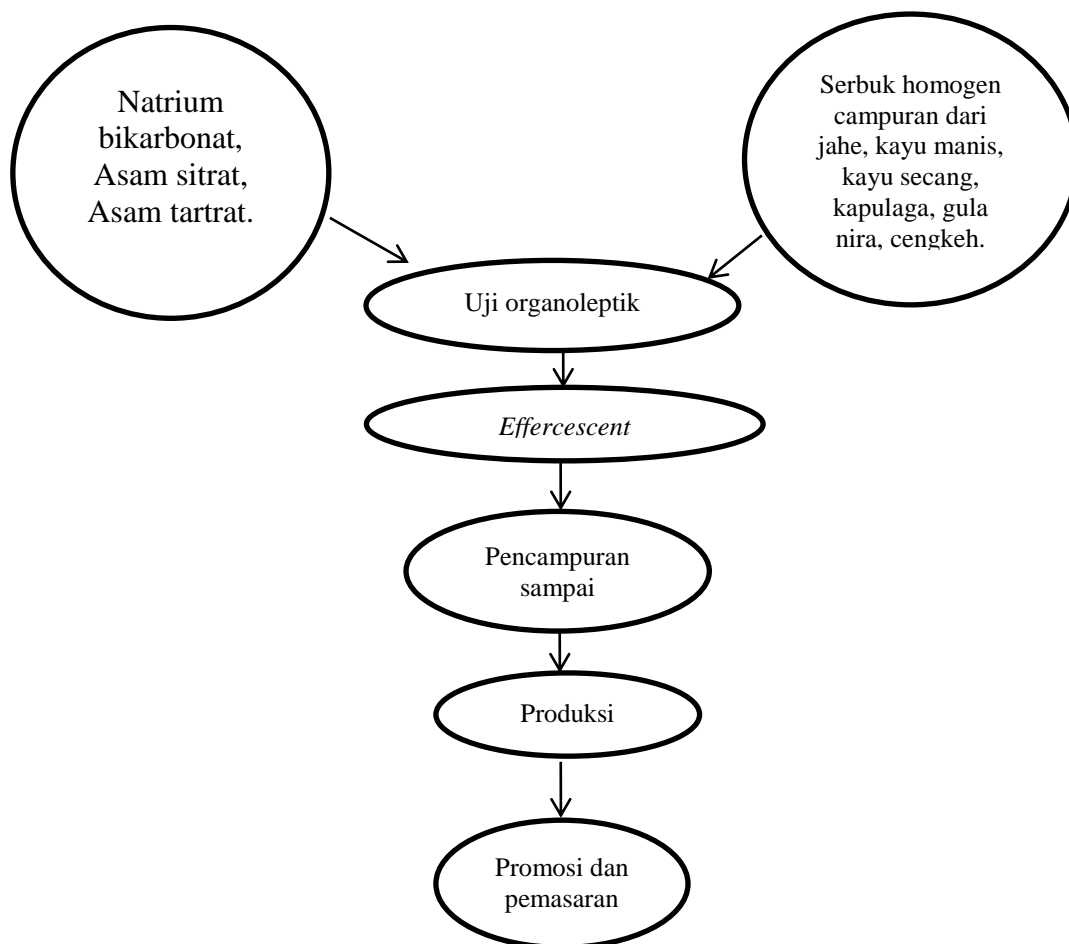 Natrium
bikarbonat,
Asam sitrat,
Asam tartrat.
Serbuk homogen
campuran dari
jahe, kayu manis,
kayu secang,
kapulaga, gula
nira, cengkeh.
Uji organoleptik
Effercescent
Pencampuran
sampai
Produksi
Promosi dan
pemasaran